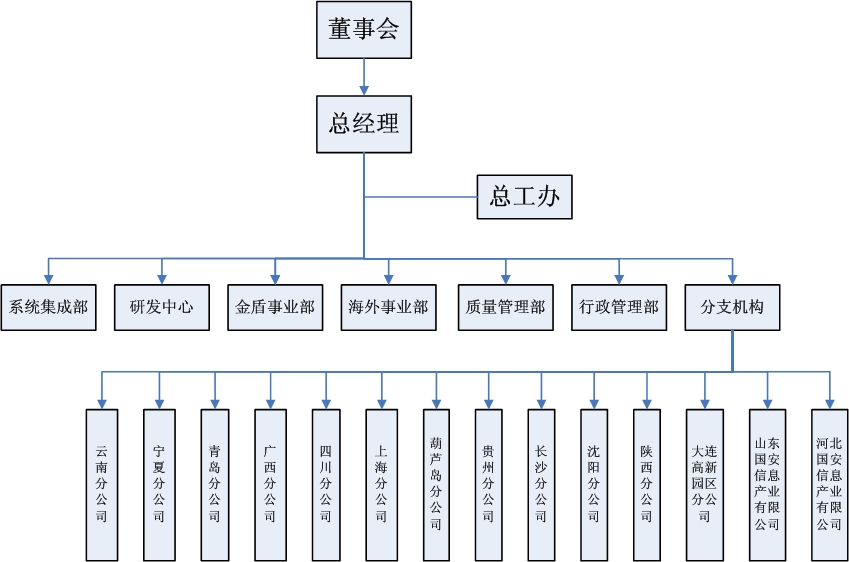 董事会
总经理
总工办
系统集成部
研发中心
金盾事业部
海外事业部
质量管理部
行政管理部
分支机构
云南分公司
宁夏分公司
青岛分公司
广西分公司
四川分公司
上海分公司
葫芦岛分公司
贵州分公司
长沙分公司
沈阳分公司
陕西分公司
大连高新园区分公司
山东国安信息产业有限公司
河北国安信息产业有限公司